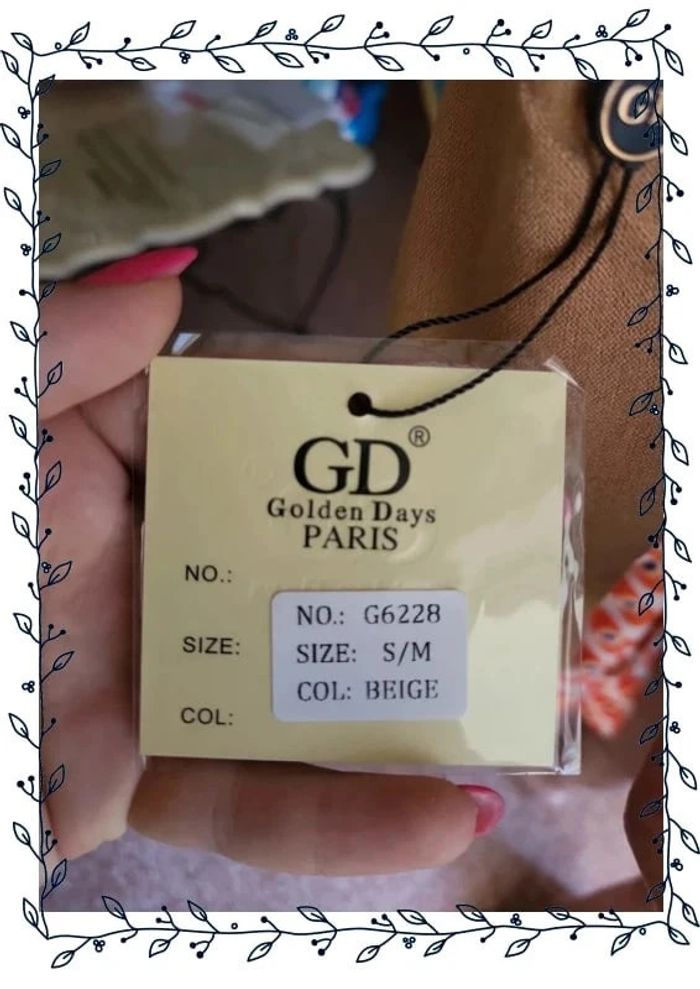 GD®
Golden Days
PARIS
NO.:
NO.: G6228
SIZE:
SIZE: S/M
COL: BEIGE
COL: